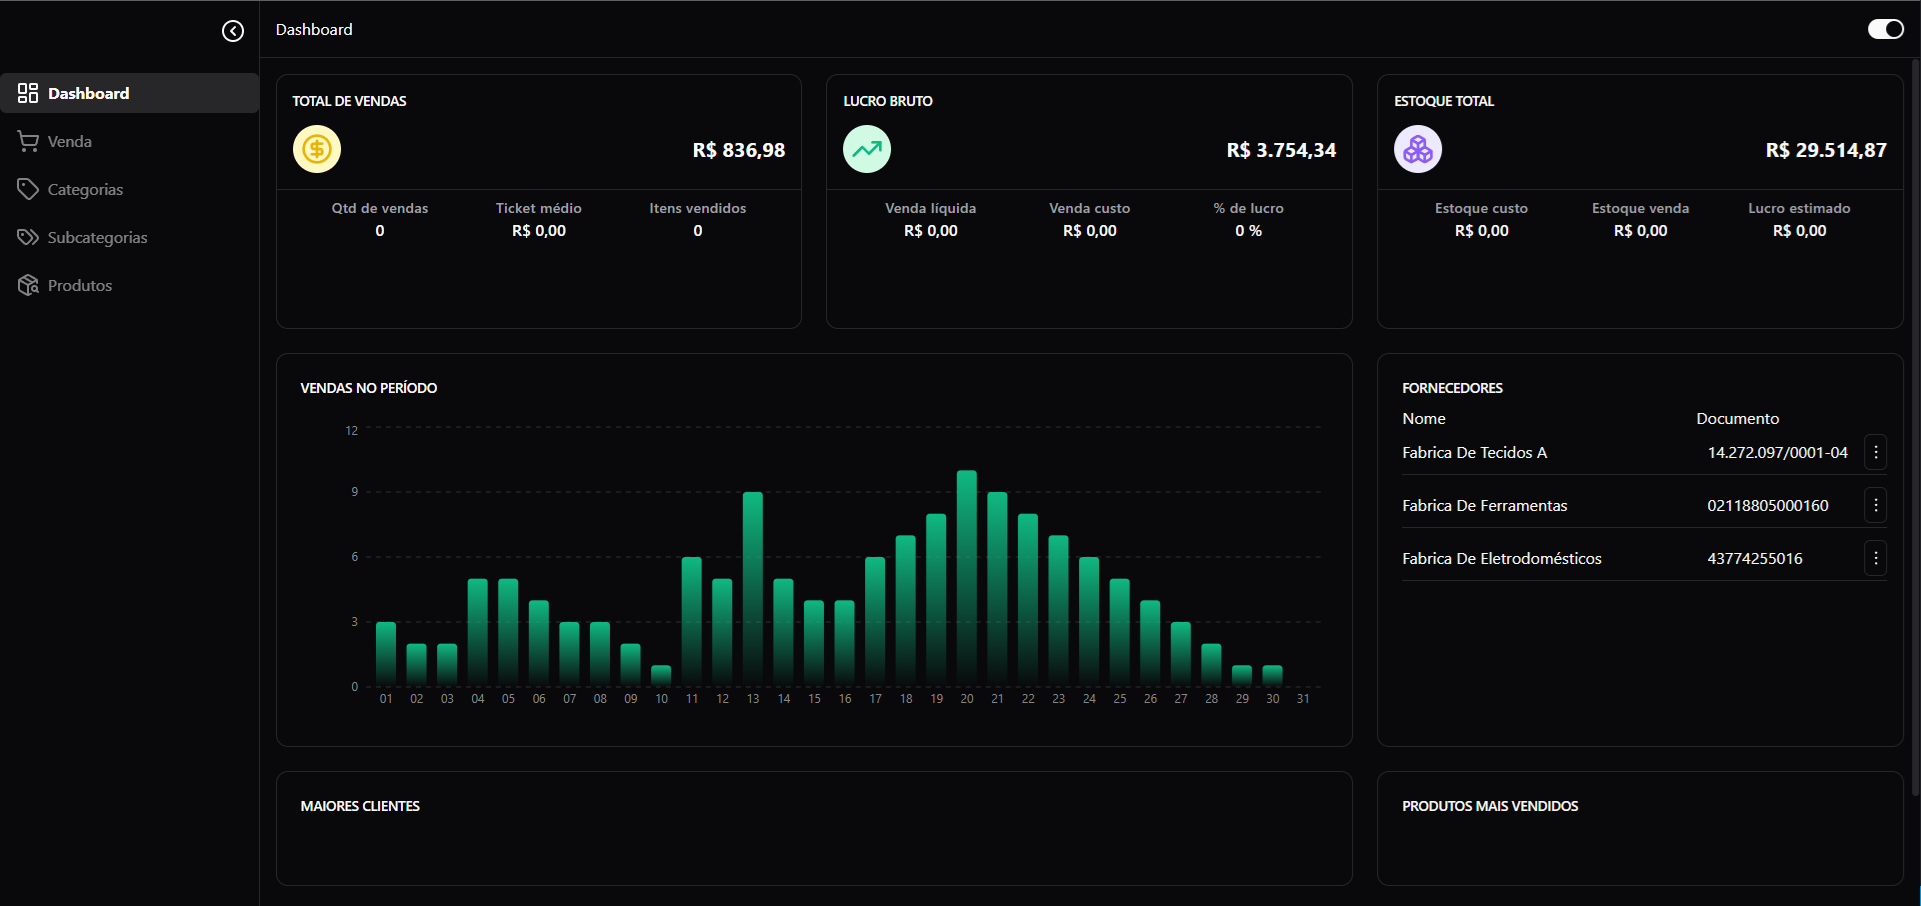 Dashboard
Dashboard
Venda
Categorias
Subcategorias
Produtos
TOTAL DE VENDAS
R$ 836,98
Qtd de vendas Ticket médio Itens vendidos
0 R$ 0,00 0
LUCRO BRUTO
R$ 3.754,34
Venda líquida Venda custo % de lucro
R$ 0,00 R$ 0,00 0 %
ESTOQUE TOTAL
R$ 29.514,87
Estoque custo Estoque venda Lucro estimado
R$ 0,00 R$ 0,00 R$ 0,00
VENDAS NO PERÍODO
12
9
6
3
0
01 02 03 04 05 06 07 08 09 10 11 12 13 14 15 16 17 18 19 20 21 22 23 24 25 26 27 28 29 30 31
FORNECEDORES
Nome Documento
Fabrica De Tecidos A 14.272.097/0001-04
Fabrica De Ferramentas 02118805000160
Fabrica De Eletrodomésticos 43774255016
MAIORES CLIENTES
PRODUTOS MAIS VENDIDOS